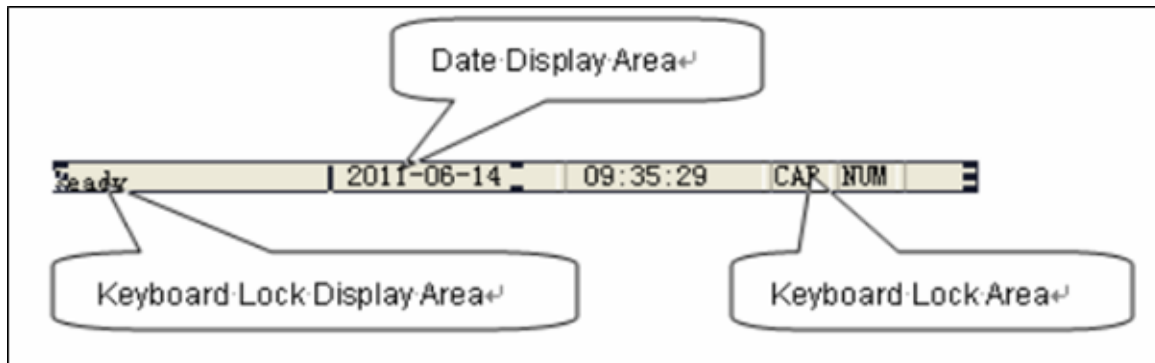 Date Display Area
Ready 2011-06-14 09:35:29 CAP NUM
Keyboard Lock Display Area Keyboard Lock Area